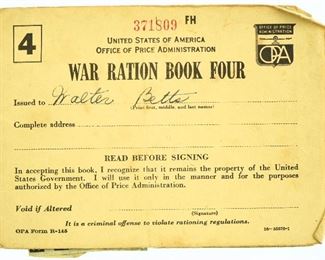 371809 FH
4
UNITED STATES OF AMERICA
OFFICE OF PRICE ADMINISTRATION
OFFICE OF PRICE
ADMINISTRATION
OPA
WAR RATION BOOK FOUR
Issued to Walter Betts
(Print first, middle, and last names)
Complete address
READ BEFORE SIGNING
In accepting this book, I recognize that it remains the property of the United
States Government. I will use it only in the manner and for the purposes
authorized by the Office of Price Administration.
Void if Altered
(Signature)
It is a criminal offense to violate rationing regulations.
OPA Form R-145